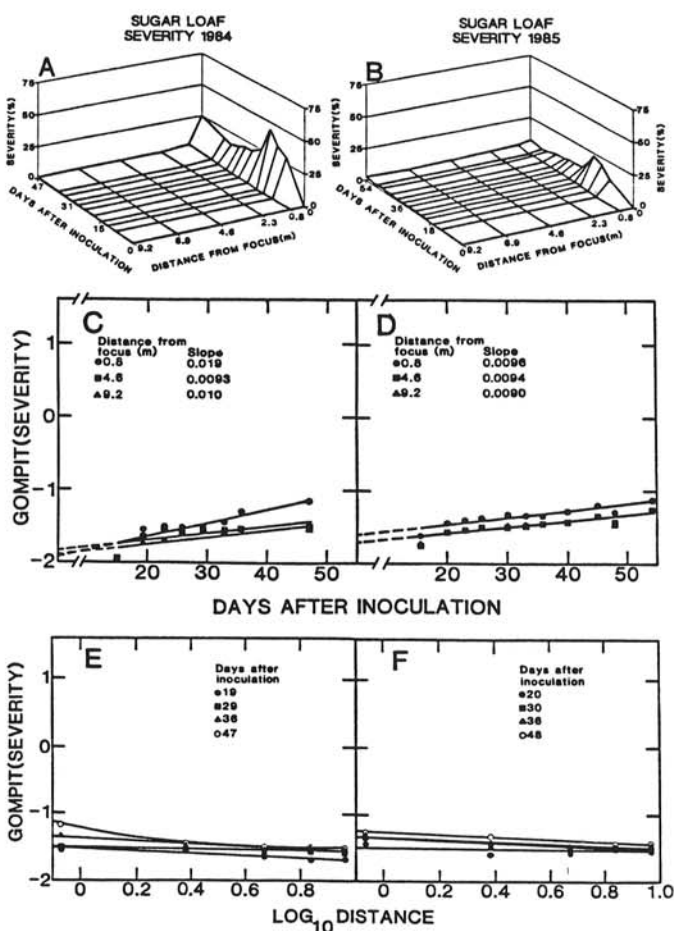 SUGAR LOAF
SEVERITY 1984
A
75
50
25
0
SEVERITY(%)
47
31
15
0
DAYS AFTER INOCULATION
9.2
6.9
4.6
2.3
0.8
DISTANCE FROM FOCUS(m)
75
50
25
0
SUGAR LOAF
SEVERITY 1985
B
75
50
25
0
SEVERITY(%)
54
36
18
0
DAYS AFTER INOCULATION
9.2
6.9
4.6
2.3
0.8
DISTANCE FROM FOCUS(m)
75
50
25
0
SEVERITY(%)
C
Distance from
focus (m) Slope
●0.8 0.019
■4.6 0.0093
▲9.2 0.010
D
Distance from
focus (m) Slope
●0.8 0.0096
■4.6 0.0094
▲9.2 0.0090
GOMPIT(SEVERITY)
1
0
-1
-2
20 30 40 50
20 30 40 50
DAYS AFTER INOCULATION
E
Days after
inoculation
●19
■29
▲36
○47
F
Days after
inoculation
●20
■30
▲36
○48
GOMPIT(SEVERITY)
1
0
-1
-2
0 0.2 0.4 0.6 0.8
0 0.2 0.4 0.6 0.8 1.0
LOG10 DISTANCE